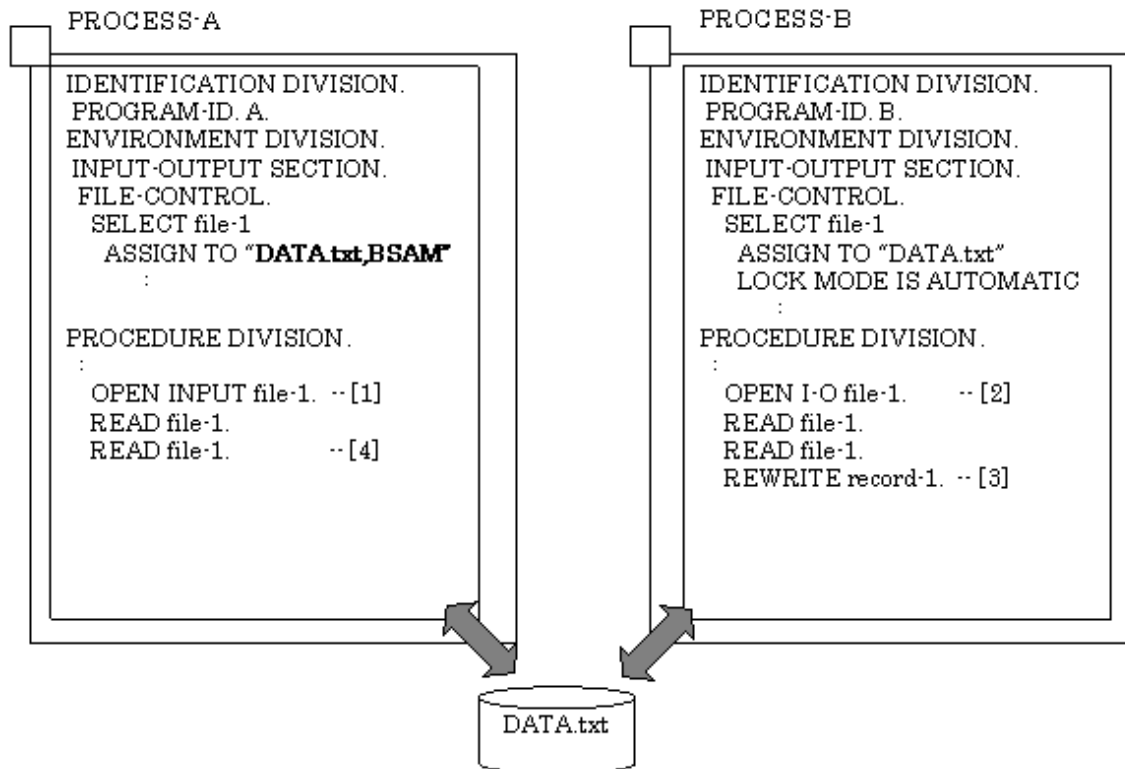 PROCESS-A
IDENTIFICATION DIVISION.
PROGRAM-ID. A.
ENVIRONMENT DIVISION.
INPUT-OUTPUT SECTION.
FILE-CONTROL.
SELECT file-1
ASSIGN TO “DATA.txt,BSAM”
:
PROCEDURE DIVISION.
:
OPEN INPUT file-1. --[1]
READ file-1.
READ file-1. --[4]
PROCESS-B
IDENTIFICATION DIVISION.
PROGRAM-ID. B.
ENVIRONMENT DIVISION.
INPUT-OUTPUT SECTION.
FILE-CONTROL.
SELECT file-1
ASSIGN TO “DATA.txt”
LOCK MODE IS AUTOMATIC
:
PROCEDURE DIVISION.
:
OPEN I-O file-1. --[2]
READ file-1.
READ file-1.
REWRITE record-1. --[3]
DATA.txt